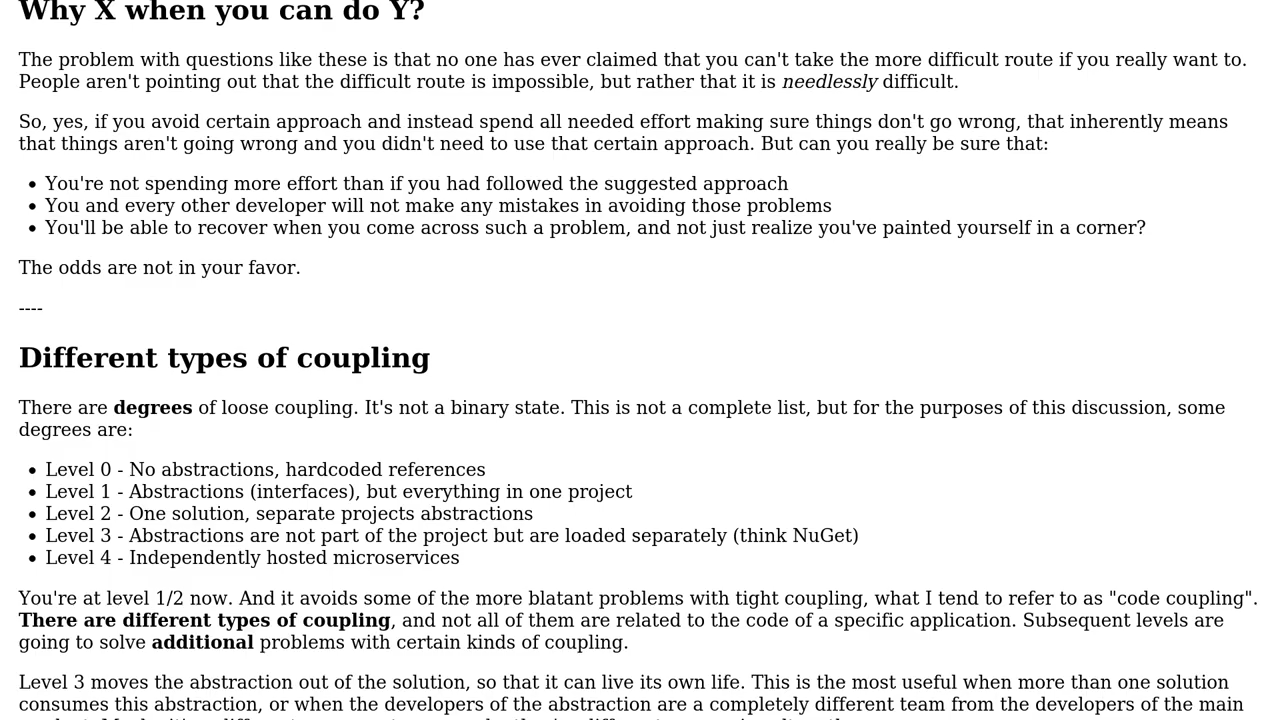 Why X when you can do Y?
The problem with questions like these is that no one has ever claimed that you can't take the more difficult route if you really want to.
People aren't pointing out that the difficult route is impossible, but rather that it is needlessly difficult.
So, yes, if you avoid certain approach and instead spend all needed effort making sure things don't go wrong, that inherently means
that things aren't going wrong and you didn't need to use that certain approach. But can you really be sure that:
• You're not spending more effort than if you had followed the suggested approach
• You and every other developer will not make any mistakes in avoiding those problems
• You'll be able to recover when you come across such a problem, and not just realize you've painted yourself in a corner?
The odds are not in your favor.
----
Different types of coupling
There are degrees of loose coupling. It's not a binary state. This is not a complete list, but for the purposes of this discussion, some
degrees are:
• Level 0 - No abstractions, hardcoded references
• Level 1 - Abstractions (interfaces), but everything in one project
• Level 2 - One solution, separate projects abstractions
• Level 3 - Abstractions are not part of the project but are loaded separately (think NuGet)
• Level 4 - Independently hosted microservices
You're at level 1/2 now. And it avoids some of the more blatant problems with tight coupling, what I tend to refer to as "code coupling".
There are different types of coupling, and not all of them are related to the code of a specific application. Subsequent levels are
going to solve additional problems with certain kinds of coupling.
Level 3 moves the abstraction out of the solution, so that it can live its own life. This is the most useful when more than one solution
consumes this abstraction, or when the developers of the abstraction are a completely different team from the developers of the main